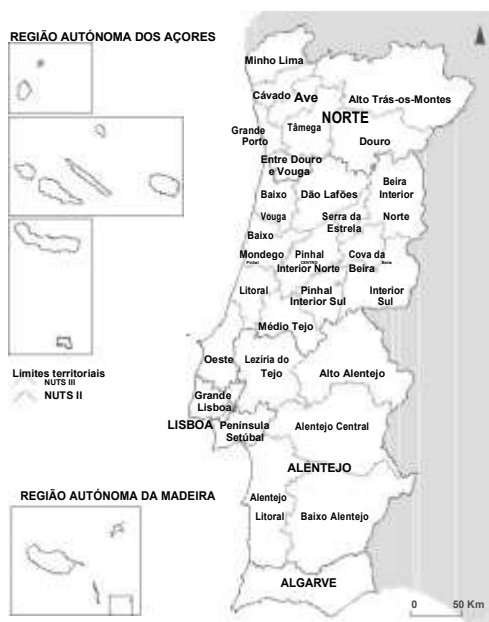 REGIÃO AUTÓNOMA DOS AÇORES
Minho Lima
Cávado
Ave
Alto Trás-os-Montes
NORTE
Grande
Porto
Tâmega
Douro
Entre Douro
e Vouga
Baixo
Vouga
Dão Lafões
Beira
Interior
Norte
Serra da
Estrela
Baixo
Mondego
Pinhal
Litoral
Pinhal
CENTRO
Interior Norte
Cova da
Beira
Beira
Interior
Sul
Pinhal
Interior Sul
Médio Tejo
Oeste
Lezíria do
Tejo
Alto Alentejo
Limites territoriais
NUTS III
NUTS II
Grande
Lisboa
LISBOA
Península
Setúbal
Alentejo Central
ALENTEJO
REGIÃO AUTÓNOMA DA MADEIRA
Alentejo
Litoral
Baixo Alentejo
ALGARVE
0 50 Km